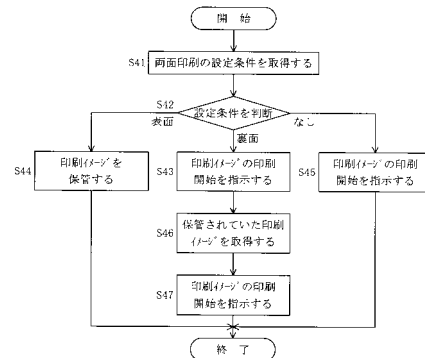 開　始
S41
両面印刷の設定条件を取得する
S42
設定条件を判断
表面
裏面
なし
S44
印刷イメージを
保管する
S43
印刷イメージの印刷
開始を指示する
S45
印刷イメージの印刷
開始を指示する
S46
保管されていた印刷
イメージを取得する
S47
印刷イメージの印刷
開始を指示する
終　了